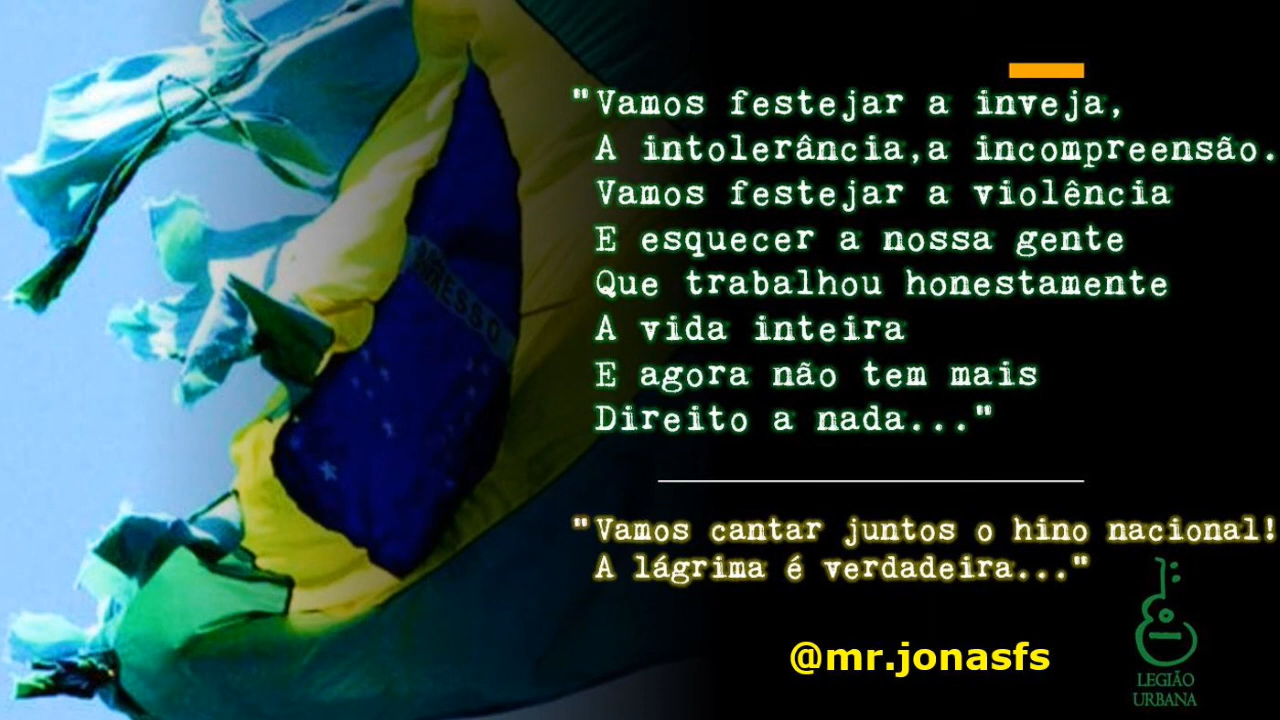 PROGRESSO
"Vamos festejar a inveja,
A intolerância,a incompreensão.
Vamos festejar a violência
E esquecer a nossa gente
Que trabalhou honestamente
A vida inteira
E agora não tem mais
Direito a nada..."
"Vamos cantar juntos o hino nacional!
A lágrima é verdadeira..."
@mr.jonasfs
LEGIÃO
URBANA